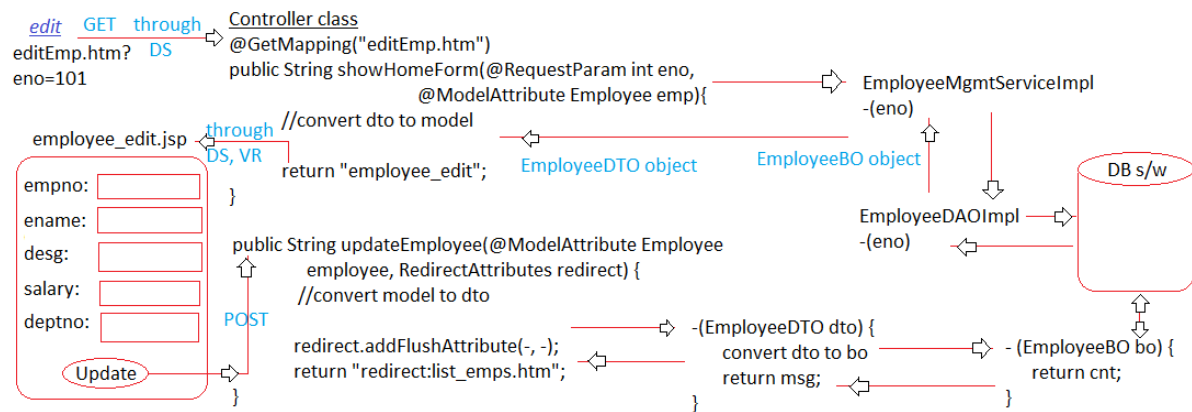 edit
GET through
DS
editEmp.htm?
eno=101
Controller class
@GetMapping("editEmp.htm")
public String showHomeForm(@RequestParam int eno,
@ModelAttribute Employee emp){
//convert dto to model
return "employee_edit";
}
through
DS, VR
EmployeeDTO object
EmployeeBO object
EmployeeMgmtServiceImpl
-(eno)
EmployeeDAOImpl
-(eno)
DB s/w
employee_edit.jsp
empno:
ename:
desg:
salary:
deptno:
Update
POST
public String updateEmployee(@ModelAttribute Employee
employee, RedirectAttributes redirect) {
//convert model to dto
redirect.addFlushAttribute(-, -);
return "redirect:list_emps.htm";
}
-(EmployeeDTO dto) {
convert dto to bo
return msg;
}
- (EmployeeBO bo) {
return cnt;
}